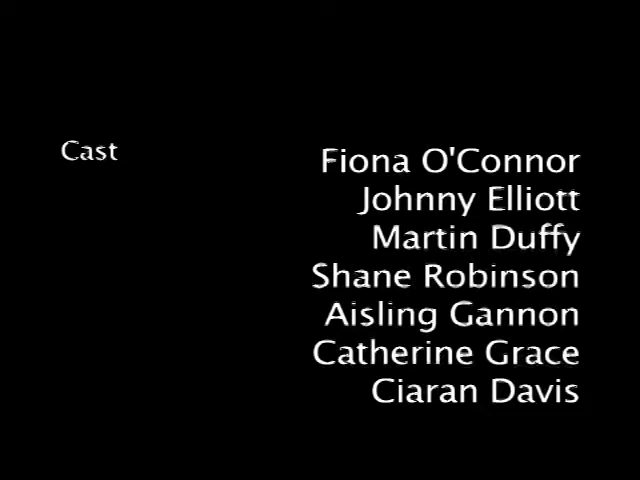 Cast
Fiona O'Connor
Johnny Elliott
Martin Duffy
Shane Robinson
Aisling Gannon
Catherine Grace
Ciaran Davis